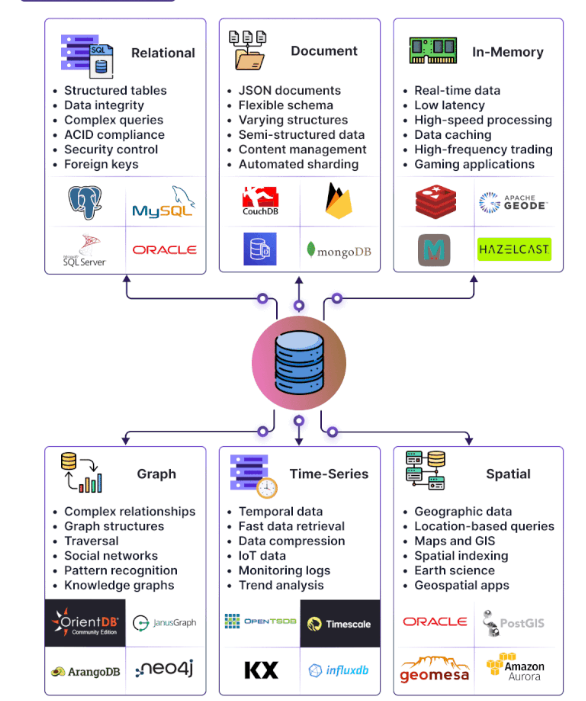 SQL
Relational
Structured tables
Data integrity
Complex queries
ACID compliance
Security control
Foreign keys
MySQL
Microsoft
SQL Server
ORACLE
Document
JSON documents
Flexible schema
Varying structures
Semi-structured data
Content management
Automated sharding
CouchDB
mongoDB
In-Memory
Real-time data
Low latency
High-speed processing
Data caching
High-frequency trading
Gaming applications
APACHE
GEODE
M
HAZELCAST
Graph
Complex relationships
Graph structures
Traversal
Social networks
Pattern recognition
Knowledge graphs
OrientDB
Community Edition
JanusGraph
ArangoDB
neo4j
Time-Series
Temporal data
Fast data retrieval
Data compression
IoT data
Monitoring logs
Trend analysis
OPENTSDB
Timescale
KX
influxdb
Spatial
Geographic data
Location-based queries
Maps and GIS
Spatial indexing
Earth science
Geospatial apps
ORACLE
PostGIS
geomesa
Amazon
Aurora